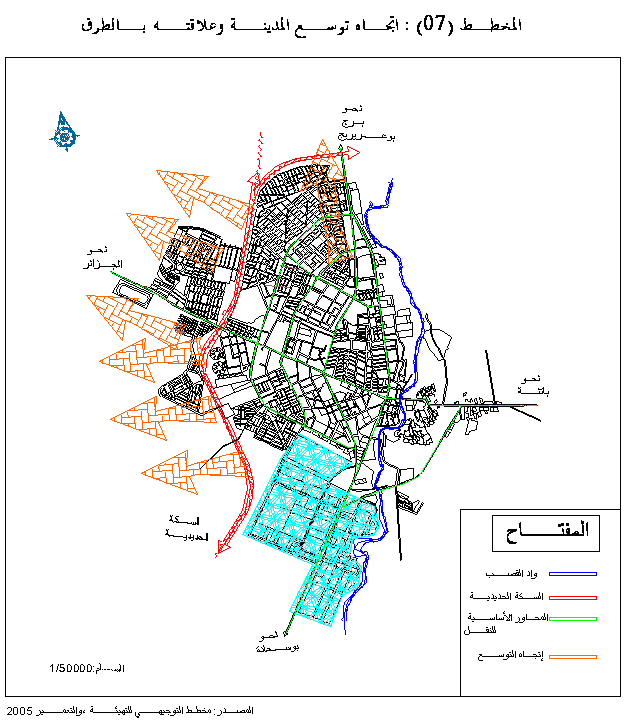 المخطط (07) : اتجاه توسع المدينة وعلاقته بالطرق
نحو
برج
بوعريريج
نحو
الجزائر
نحو
باتنة
السكة
الحديدية
نحو
بوسعادة
المفتاح
واد القصب
السكة الحديدية
المحاور الأساسية
للنقل
إتجاه التوسع
السلم:1/50000
المصدر: مخطط التوجيهي للتهيئة والتعمير 2005